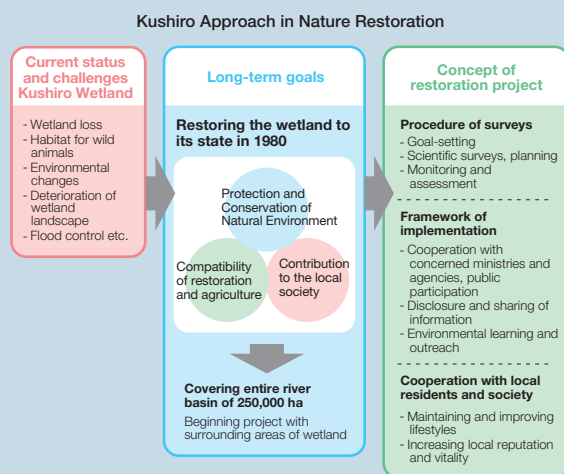 Kushiro Approach in Nature Restoration
Current status
and challenges
Kushiro Wetland
- Wetland loss
- Habitat for wild
animals
- Environmental
changes
- Deterioration of
wetland
landscape
- Flood control etc.
Long-term goals
Restoring the wetland to
its state in 1980
Protection and
Conservation of
Natural Environment
Compatibility
of restoration
and agriculture
Contribution
to the local
society
Covering entire river
basin of 250,000 ha
Beginning project with
surrounding areas of wetland
Concept of
restoration project
Procedure of surveys
- Goal-setting
- Scientific surveys, planning
- Monitoring and
assessment
Framework of
implementation
- Cooperation with
concerned ministries and
agencies, public
participation
- Disclosure and sharing of
information
- Environmental learning and
outreach
Cooperation with local
residents and society
- Maintaining and improving
lifestyles
- Increasing local reputation
and vitality